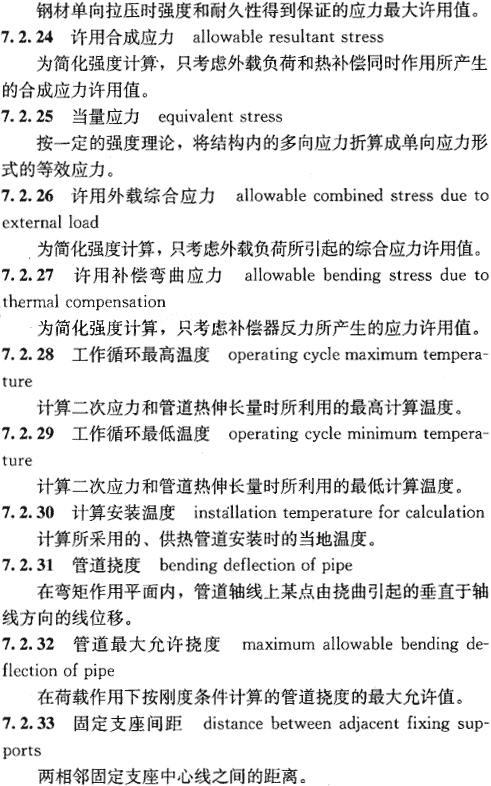 钢材单向拉压时强度和耐久性得到保证的应力最大许用值。
7.2.24 许用合成应力 allowable resultant stress
为简化强度计算，只考虑外载负荷和热补偿同时作用所产生
的合成应力许用值。
7.2.25 当量应力 equivalent stress
按一定的强度理论，将结构内的多向应力折算成单向应力形
式的等效应力。
7.2.26 许用外载综合应力 allowable combined stress due to
external load
为简化强度计算，只考虑外载负荷所引起的综合应力许用值。
7.2.27 许用补偿弯曲应力 allowable bending stress due to
thermal compensation
为简化强度计算，只考虑补偿器反力所产生的应力许用值。
7.2.28 工作循环最高温度 operating cycle maximum tempera-
ture
计算二次应力和管道热伸长量时所利用的最高计算温度。
7.2.29 工作循环最低温度 operating cycle minimum tempera-
ture
计算二次应力和管道热伸长量时所利用的最低计算温度。
7.2.30 计算安装温度 installation temperature for calculation
计算所采用的、供热管道安装时的当地温度。
7.2.31 管道挠度 bending deflection of pipe
在弯矩作用平面内，管道轴线上某点由挠曲引起的垂直于轴
线方向的线位移。
7.2.32 管道最大允许挠度 maximum allowable bending de-
flection of pipe
在荷载作用下按刚度条件计算的管道挠度的最大允许值。
7.2.33 固定支座间距 distance between adjacent fixing sup-
ports
两相邻固定支座中心线之间的距离。